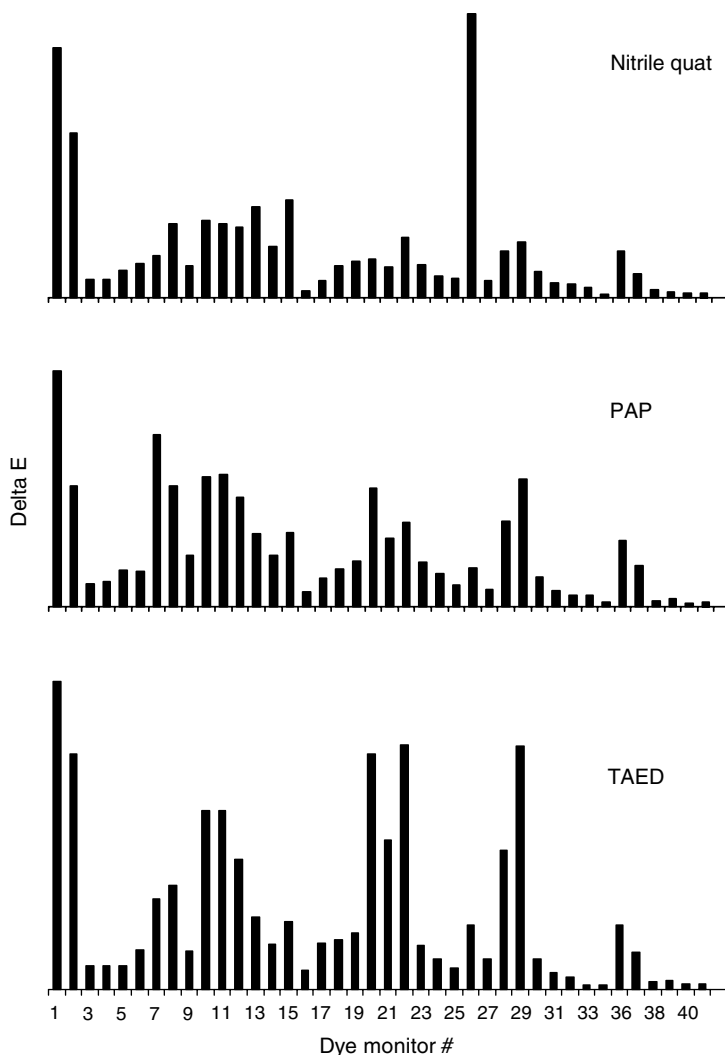 Nitrile quat
PAP
Delta E
TAED
1 3 5 7 9 11 13 15 17 19 21 23 25 27 29 31 33 36 38 40
Dye monitor #